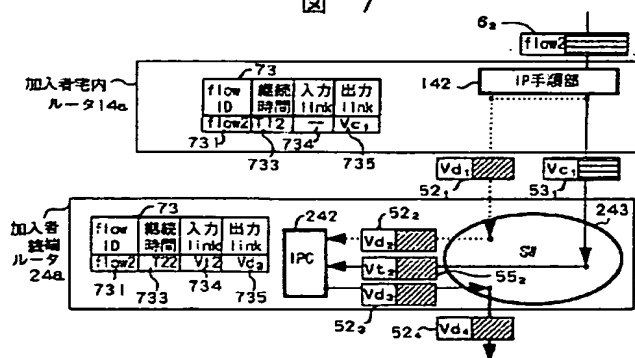 図 7
6₂
flow2
加入者宅内
ルータ14a
73
flow
ID
継続
時間
入力
link
出力
link
flow2 T12 — Vc₁
731 733 734 735
142
IP手順部
Vd₁
52₁
Vc₁
53₁
加入者
終端
ルータ
24a
73
flow
ID
継続
時間
入力
link
出力
link
flow2 T22 Vt2 Vd₃
731 733 734 735
242
IPC
52₂
Vd₂
Vt₂
55₂
Vd₃
52₃
SW
243
52₄
Vd₄